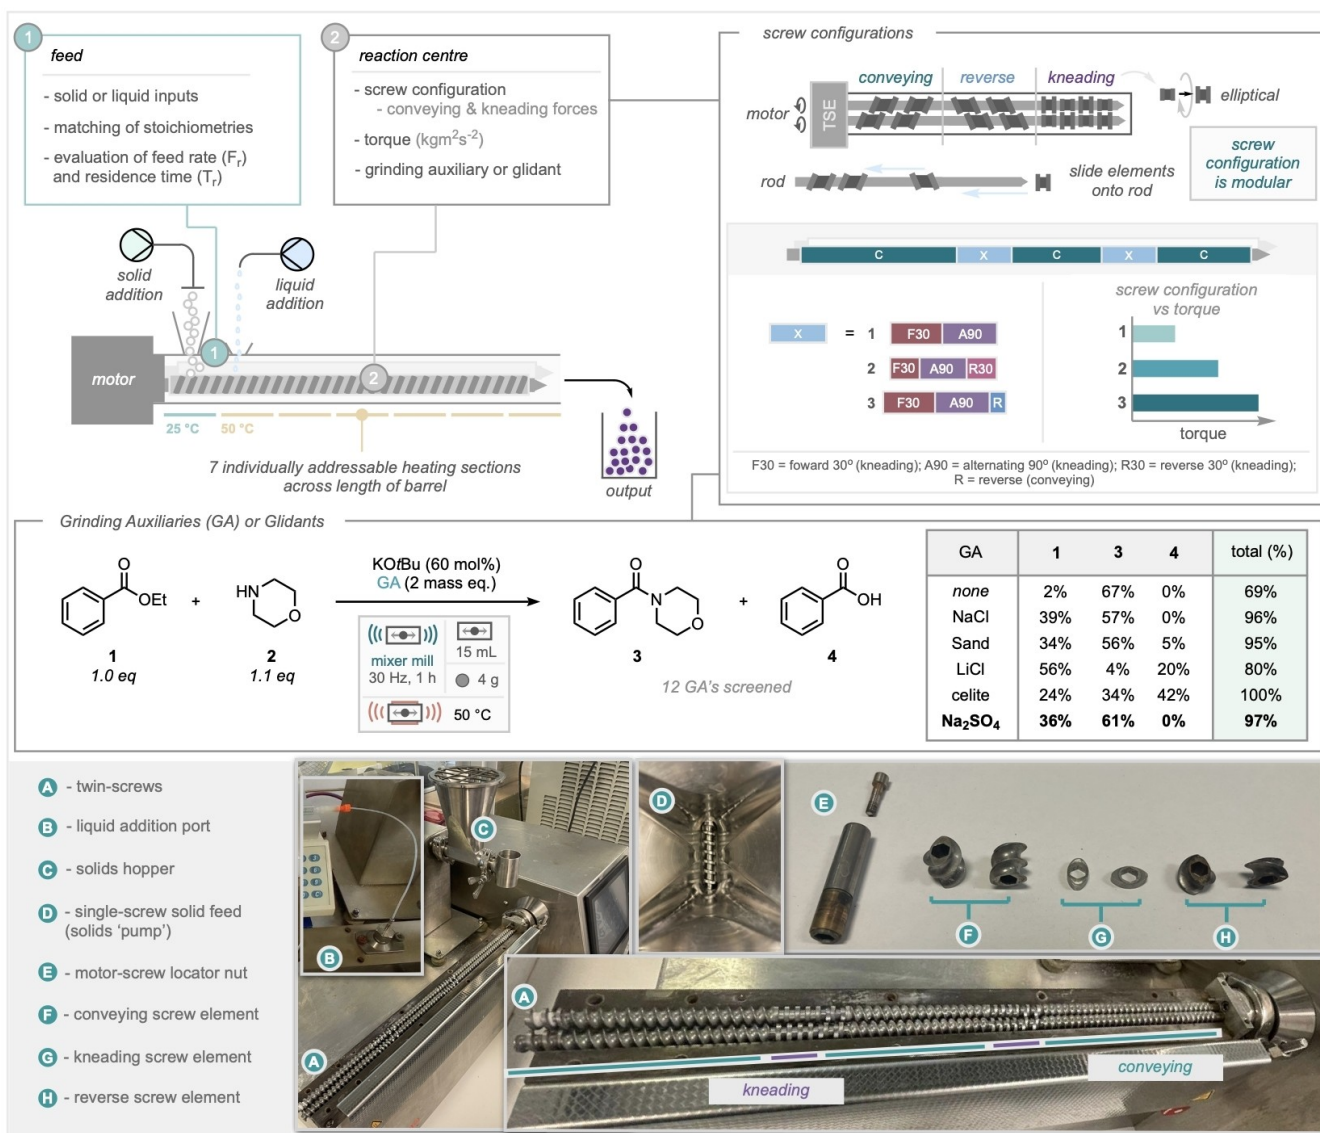 1
feed
- solid or liquid inputs
- matching of stoichiometries
- evaluation of feed rate (Fr)
and residence time (Tr)
2
reaction centre
- screw configuration
- conveying & kneading forces
- torque (kgm²s⁻²)
- grinding auxiliary or glidant
screw configurations
conveying
reverse
kneading
elliptical
motor
TSE
rod
slide elements
onto rod
screw
configuration
is modular
solid
addition
liquid
addition
motor
1
2
25 °C
50 °C
7 individually addressable heating sections
across length of barrel
output
C X C X C
X = 1 F30 A90
2 F30 A90 R30
3 F30 A90 R
screw configuration
vs torque
1
2
3
torque
F30 = foward 30º (kneading); A90 = alternating 90º (kneading); R30 = reverse 30º (kneading);
R = reverse (conveying)
Grinding Auxiliaries (GA) or Glidants
O
OEt
1
1.0 eq
+
HN
O
2
1.1 eq
KOtBu (60 mol%)
GA (2 mass eq.)
mixer mill
30 Hz, 1 h
15 mL
4 g
50 °C
O
N
O
3
+
O
OH
4
12 GA's screened
GA 1 3 4 total (%)
none 2% 67% 0% 69%
NaCl 39% 57% 0% 96%
Sand 34% 56% 5% 95%
LiCl 56% 4% 20% 80%
celite 24% 34% 42% 100%
Na₂SO₄ 36% 61% 0% 97%
A - twin-screws
B - liquid addition port
C - solids hopper
D - single-screw solid feed
(solids ‘pump’)
E - motor-screw locator nut
F - conveying screw element
G - kneading screw element
H - reverse screw element
B
C
A
D
E
F
G
H
A
kneading
conveying